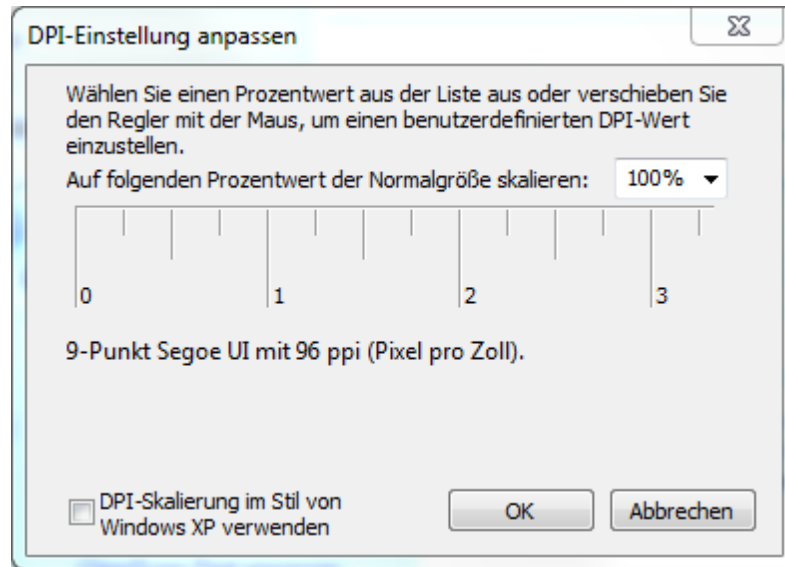 DPI-Einstellung anpassen
Wählen Sie einen Prozentwert aus der Liste aus oder verschieben Sie
den Regler mit der Maus, um einen benutzerdefinierten DPI-Wert
einzustellen.
Auf folgenden Prozentwert der Normalgröße skalieren: 100%
0 1 2 3
9-Punkt Segoe UI mit 96 ppi (Pixel pro Zoll).
DPI-Skalierung im Stil von
Windows XP verwenden
OK Abbrechen